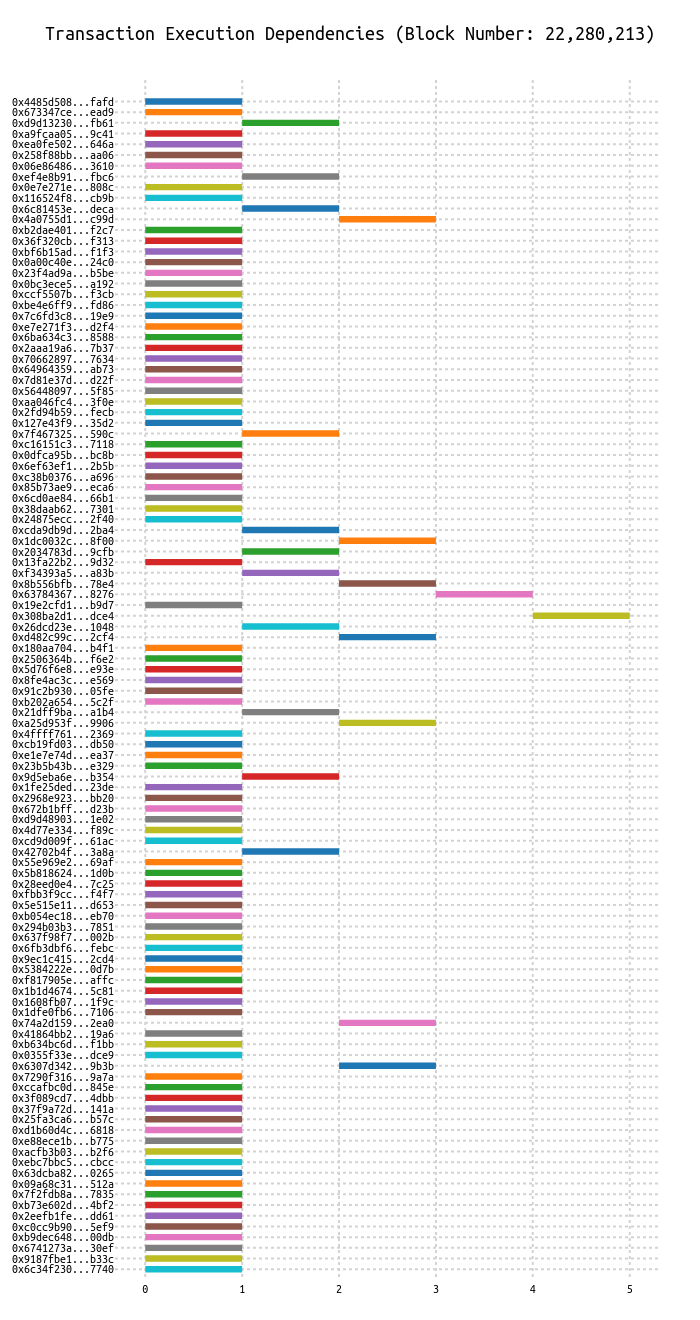 Transaction Execution Dependencies (Block Number: 22,280,213)
0x4485d508...fafd
0x673347ce...ead9
0xd9d13230...fb61
0xa9fcaa05...9c41
0xea0fe502...646a
0x258f88bb...aa06
0x06e86486...3610
0xef4e8b91...fbc6
0x0e7e271e...808c
0x116524f8...cb9b
0x6c81453e...deca
0x4a0755d1...c99d
0xb2dae401...f2c7
0x36f320cb...f313
0xbf6b15ad...f1f3
0x0a00c40e...24c0
0x23f4ad9a...b5be
0x0bc3ece5...a192
0xccf5507b...f3cb
0xbe4e6ff9...fd86
0x7c6fd3c8...19e9
0xe7e271f3...d2f4
0x6ba634c3...8588
0x2aaa19a6...7b37
0x70662897...7634
0x64964359...ab73
0x7d81e37d...d22f
0x56448097...5f85
0xaa046fc4...3f0e
0x2fd94b59...fecb
0x127e43f9...35d2
0x7f467325...590c
0xc16151c3...7118
0x0dfca95b...bc8b
0x6ef63ef1...2b5b
0xc38b0376...a696
0x85b73ae9...eca6
0x6cd0ae84...66b1
0x38daab62...7301
0x24875ecc...2f40
0xcda9db9d...2ba4
0x1dc0032c...8f00
0x2034783d...9cfb
0x13fa22b2...9d32
0xf34393a5...a83b
0x8b556bfb...78e4
0x63784367...8276
0x19e2cfd1...b9d7
0x308ba2d1...dce4
0x26dcd23e...1048
0xd482c99c...2cf4
0x180aa704...b4f1
0x2506364b...f6e2
0x5d76f6e8...e93e
0x8fe4ac3c...e569
0x91c2b930...05fe
0xb202a654...5c2f
0x21dff9ba...a1b4
0xa25d953f...9906
0x4ffff761...2369
0xcb19fd03...db50
0xe1e7e74d...ea37
0x23b5b43b...e329
0x9d5eba6e...b354
0x1fe25ded...23de
0x2968e923...bb20
0x672b1bff...d23b
0xd9d48903...1e02
0x4d77e334...f89c
0xcd9d009f...61ac
0x42702b4f...3a8a
0x55e969e2...69af
0x5b818624...1d0b
0x28eed0e4...7c25
0xfbb3f9cc...f4f7
0x5e515e11...d653
0xb054ec18...eb70
0x294b03b3...7851
0x637f98f7...002b
0x6fb3dbf6...febc
0x9ec1c415...2cd4
0x5384222e...0d7b
0xf817905e...affc
0x1b1d4674...5c81
0x1608fb07...1f9c
0x1dfe0fb6...7106
0x74a2d159...2ea0
0x41864bb2...19a6
0xb634bc6d...f1bb
0x0355f33e...dce9
0x6307d342...9b3b
0x7290f316...9a7a
0xccafbc0d...845e
0x3f089cd7...4dbb
0x37f9a72d...141a
0x25fa3ca6...b57c
0xd1b60d4c...6818
0xe88ece1b...b775
0xacfb3b03...b2f6
0xebc7bbc5...cbcc
0x63dcba82...0265
0x09a68c31...512a
0x7f2fdb8a...7835
0xb73e602d...4bf2
0x2eefb1fe...dd61
0xc0cc9b90...5ef9
0xb9dec648...00db
0x6741273a...30ef
0x9187fbe1...b33c
0x6c34f230...7740
0 1 2 3 4 5